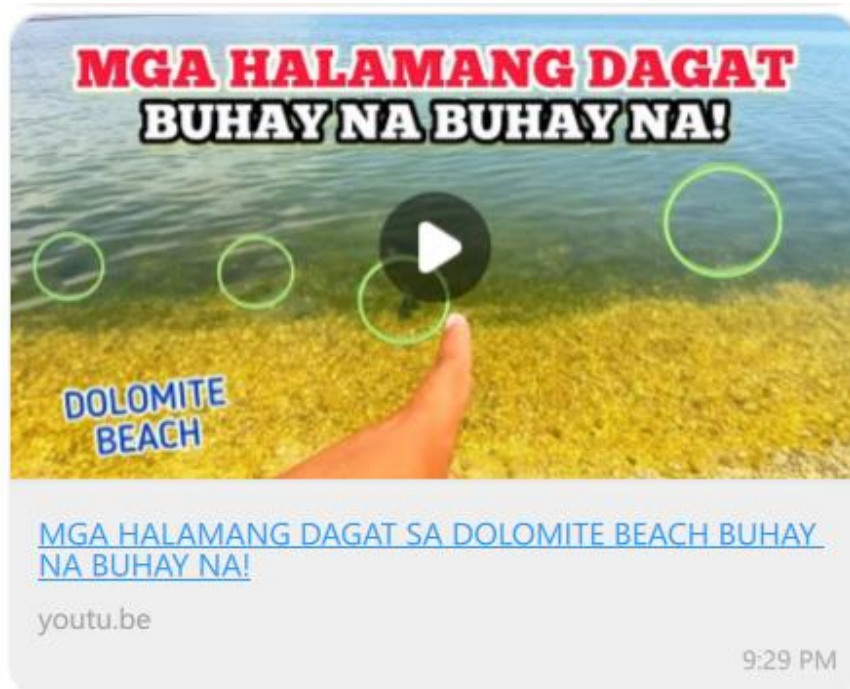 MGA HALAMANG DAGAT
BUHAY NA BUHAY NA!
DOLOMITE
BEACH
MGA HALAMANG DAGAT SA DOLOMITE BEACH BUHAY
NA BUHAY NA!
youtu.be
9:29 PM